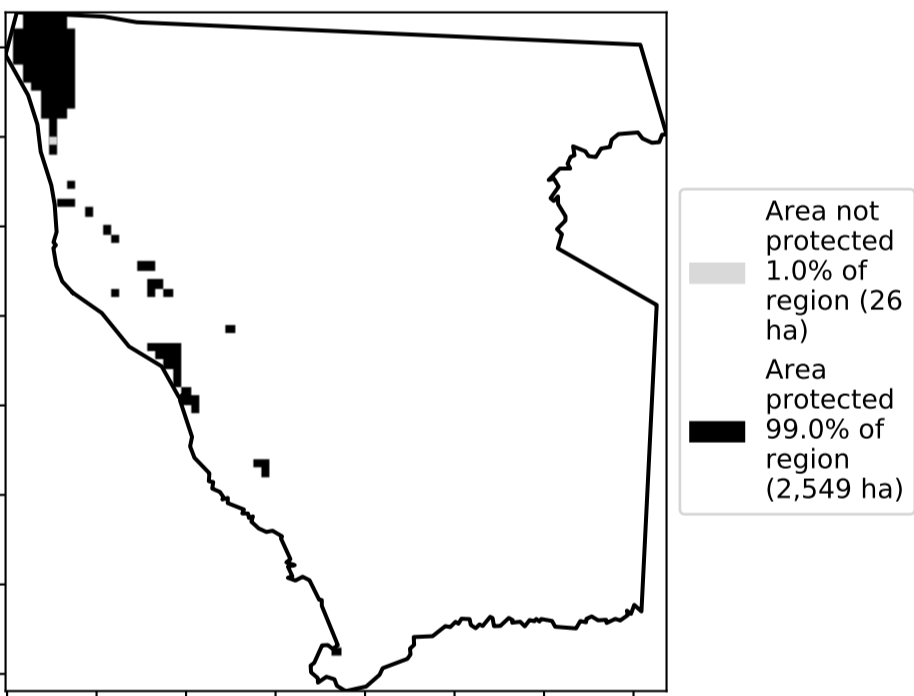 Area not
protected
1.0% of
region (26
ha)
Area
protected
99.0% of
region
(2,549 ha)